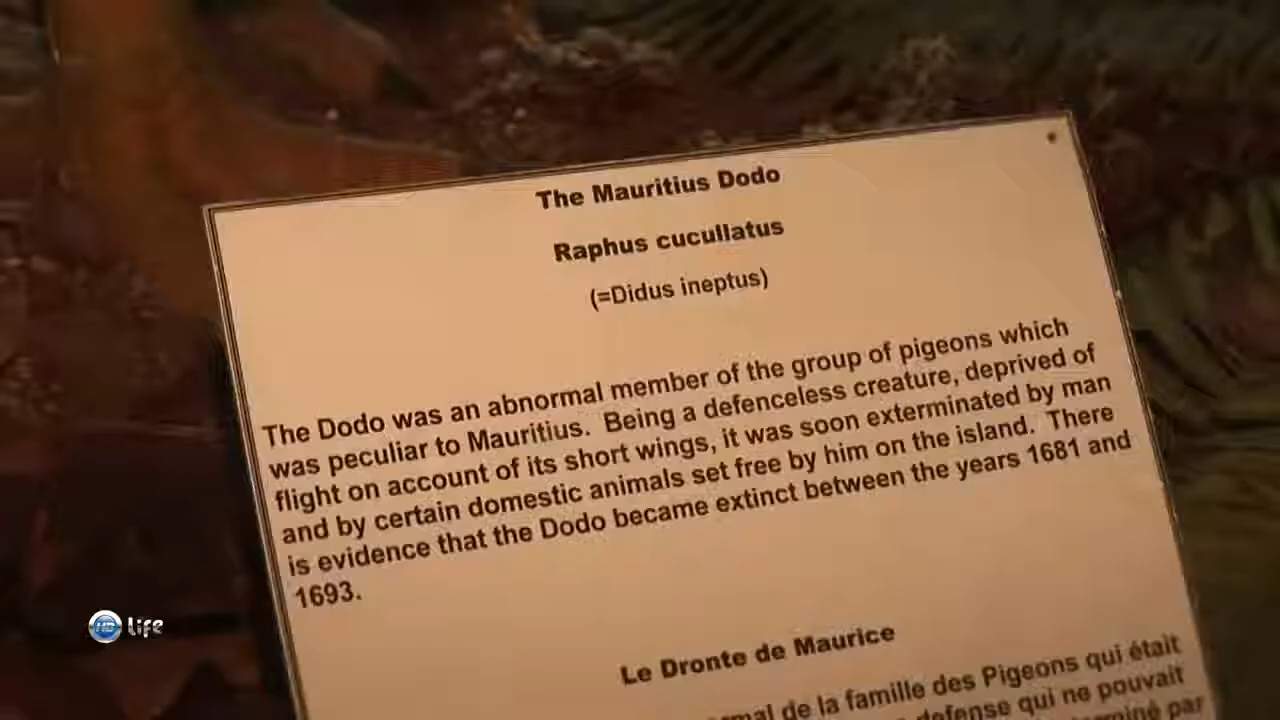 The Mauritius Dodo
Raphus cucullatus
(=Didus ineptus)
The Dodo was an abnormal member of the group of pigeons which
was peculiar to Mauritius. Being a defenceless creature, deprived of
flight on account of its short wings, it was soon exterminated by man
and by certain domestic animals set free by him on the island. There
is evidence that the Dodo became extinct between the years 1681 and
1693.
Le Dronte de Maurice
de la famille des Pigeons qui était
defense qui ne pouvait
par
HD life